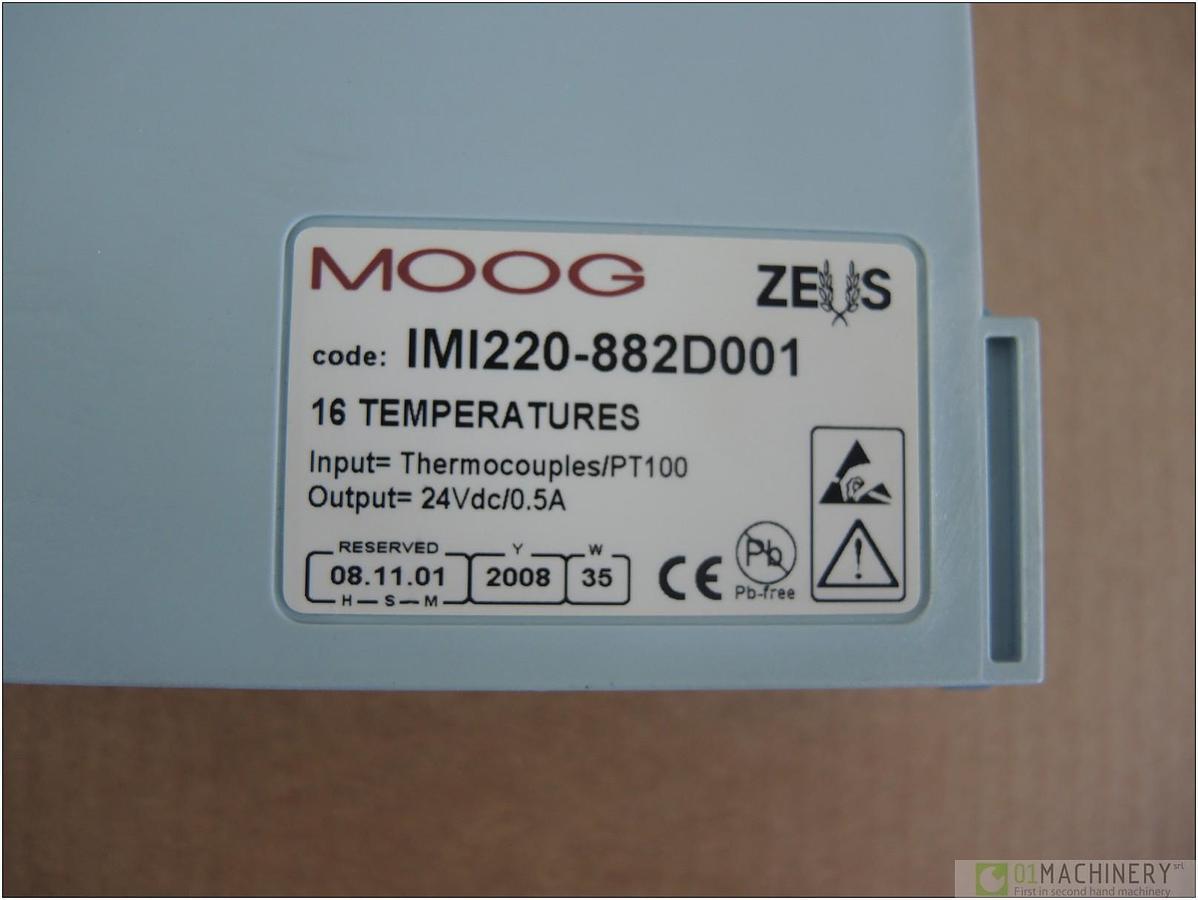 MOOG ZEUS
code: IMI220-882D001
16 TEMPERATURES
Input= Thermocouples/PT100
Output= 24Vdc/0.5A
RESERVED Y W
08.11.01 2008 35
H — S — M
CE Pb
Pb-free
01MACHINERY srl
First in second hand machinery